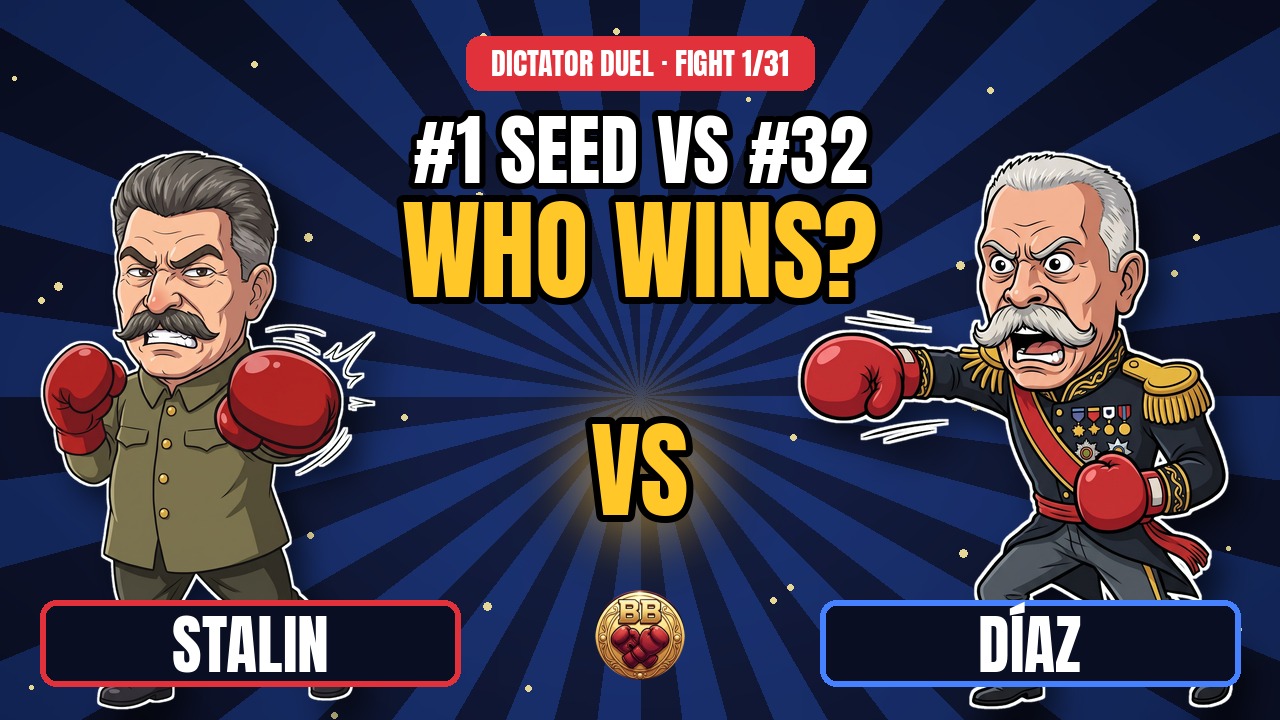 DICTATOR DUEL · FIGHT 1/31
#1 SEED VS #32
WHO WINS?
VS
BB
STALIN
DÍAZ